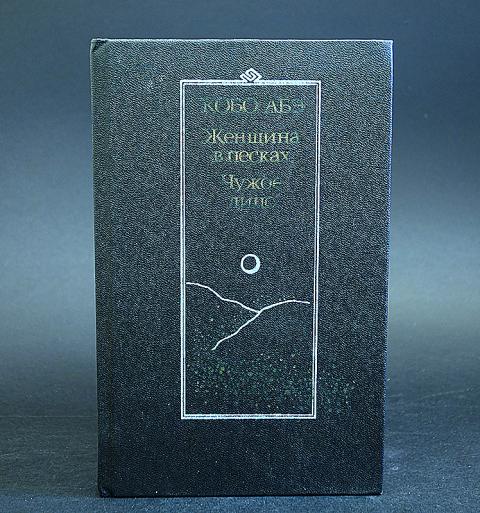 КОБО АБЭ
Женщина
в песках
Чужое
лицо